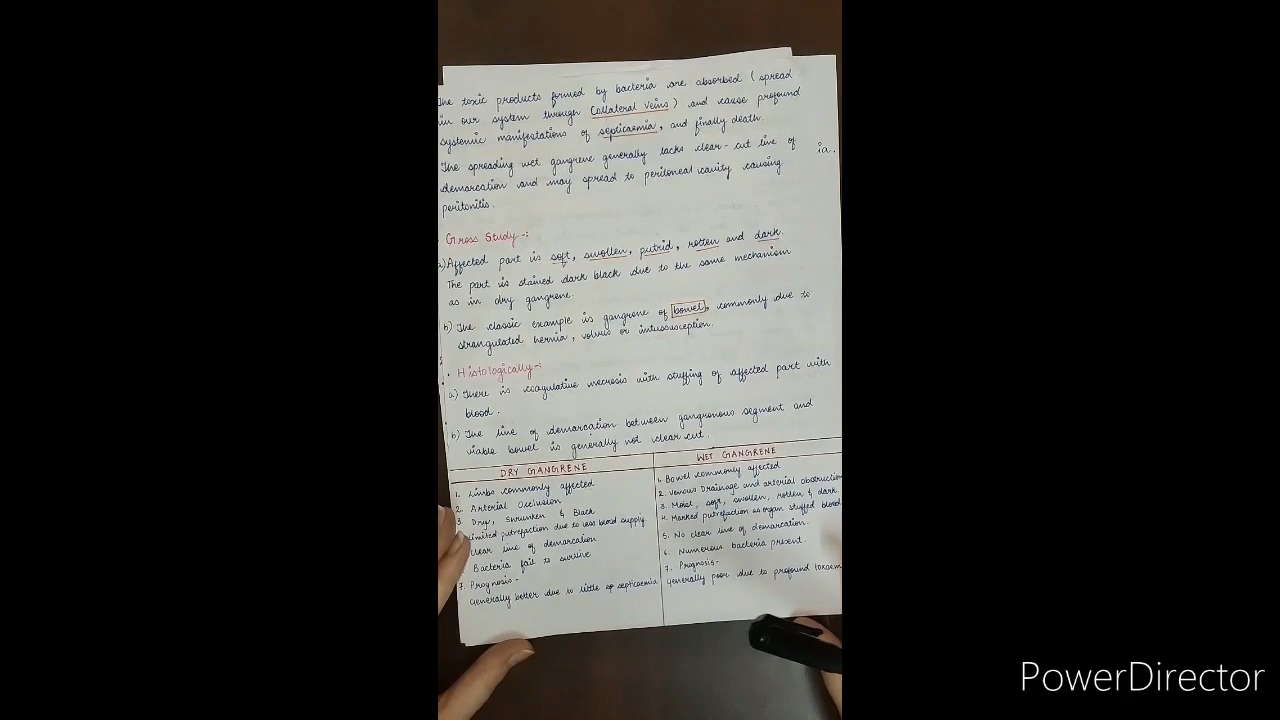 The toxic products formed by bacteria are absorbed (spread
in our system through Collateral Veins) and cause profound
systemic manifestations of septicaemia, and finally death.
The spreading wet gangrene generally lacks clear-cut line of
demarcation and may spread to peritoneal cavity causing
peritonitis.
ia.
• Gross Study -:
a) Affected part is soft, swollen, putrid, rotten and dark.
The part is stained dark black due to the same mechanism
as in dry gangrene.
b) The classic example is gangrene of bowel, commonly due to
strangulated hernia, volvus or intussusception.
• Histologically -:
a) There is coagulative necrosis with stuffing of affected part with
blood.
b) The line of demarcation between gangronous segment and
viable bowel is generally not clear cut.
DRY GANGRENE
1. Limbs commonly affected
2. Arterial Occlusion
3. Dry, Shrunken & Black
Limited putrefaction due to less blood supply
clear line of demarcation
Bacteria fail to survive
7. Prognosis -
Generally better due to little septicaemia
WET GANGRENE
1. Bowel commonly affected
2. Venous Drainage and arterial obstruction
3. Moist, soft, swollen, rotten & dark
4. Marked putrefaction as organ stuffed blood
5. No clear line of demarcation.
6. Numerous bacteria present.
7. Prognosis -
Generally poor due to profound toxaem
PowerDirector